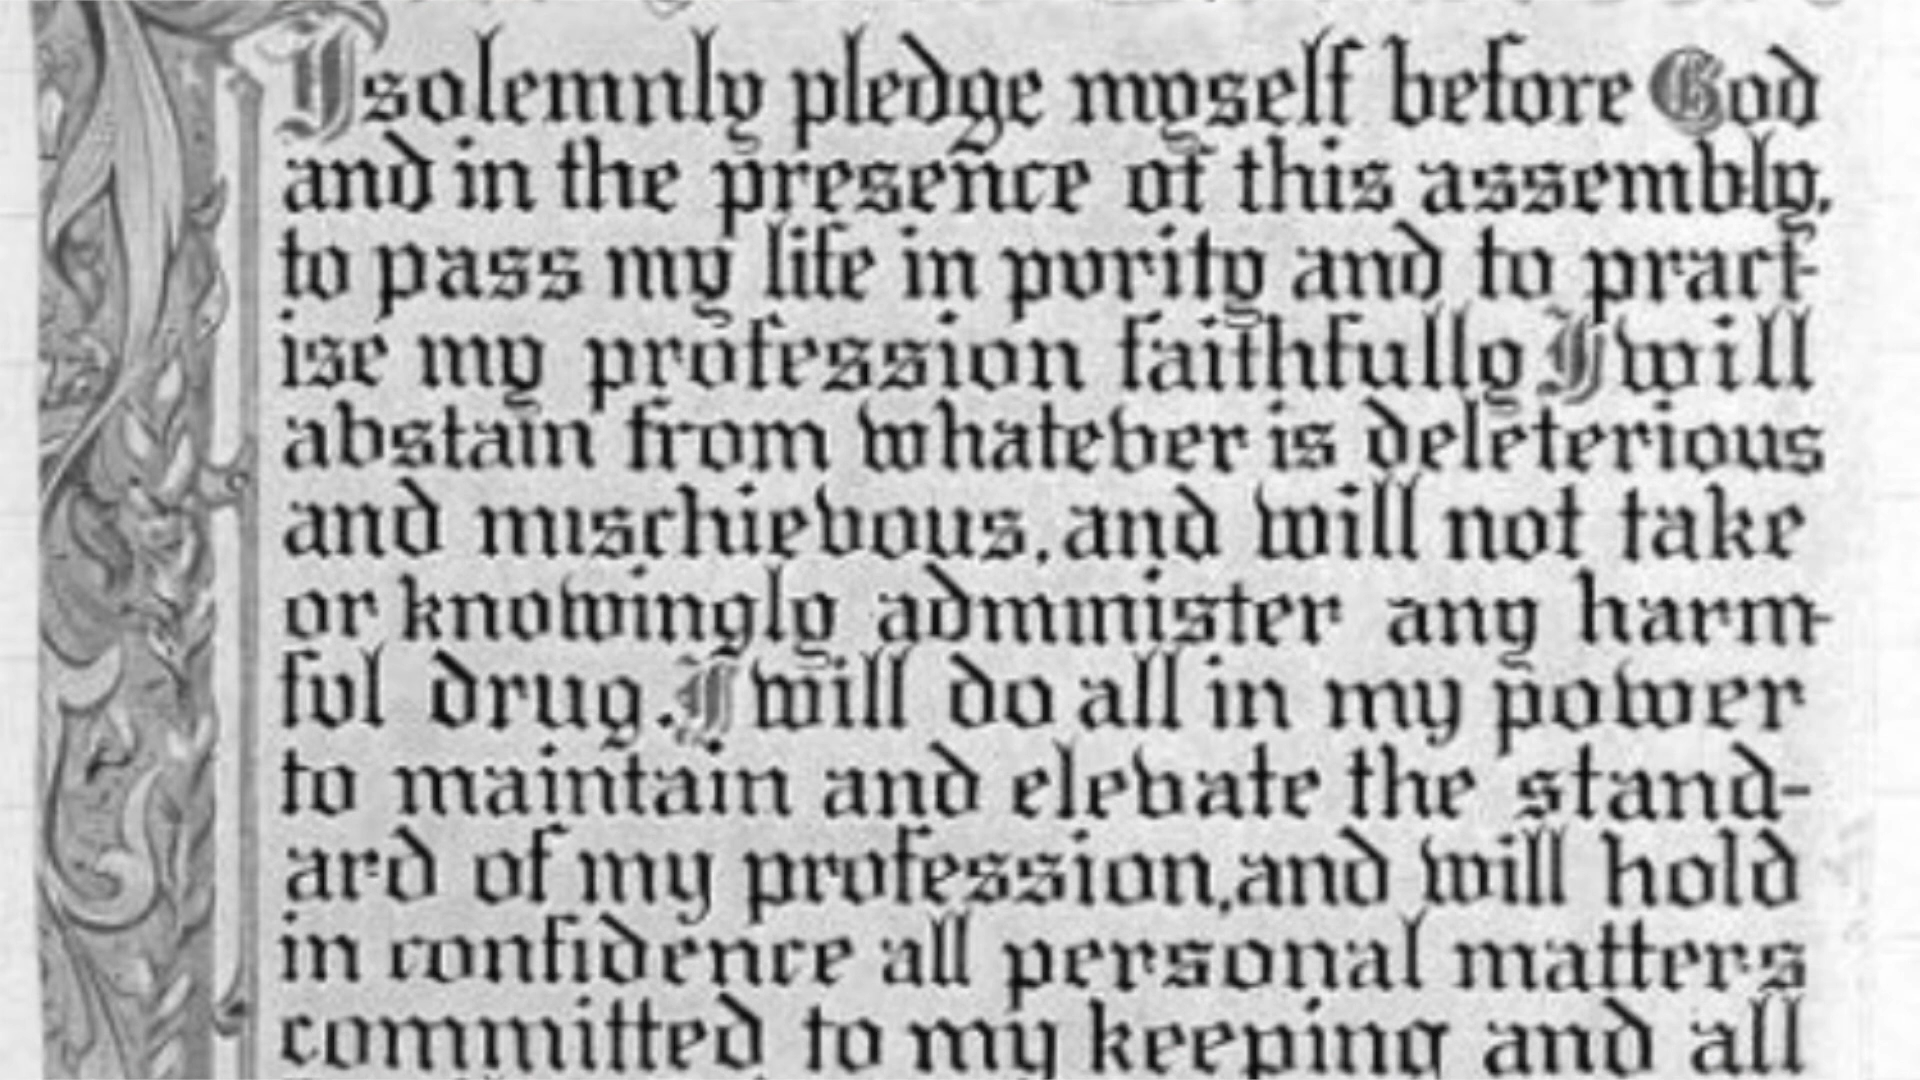 I solemnly pledge myself before God
and in the presence of this assembly,
to pass my life in purity and to pract-
ise my profession faithfully I will
abstain from whatever is deleterious
and mischievous, and will not take
or knowingly administer any harm-
ful drug. I will do all in my power
to maintain and elevate the stand-
ard of my profession, and will hold
in confidence all personal matters
committed to my keeping and all